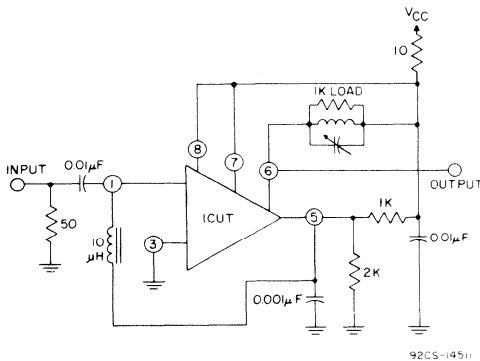 VCC
10
1K LOAD
8
7
6
INPUT
0.01µF
1
OUTPUT
ICUT
5
1K
50
10
µH
3
0.01µF
2K
0.001µF
92CS-14511